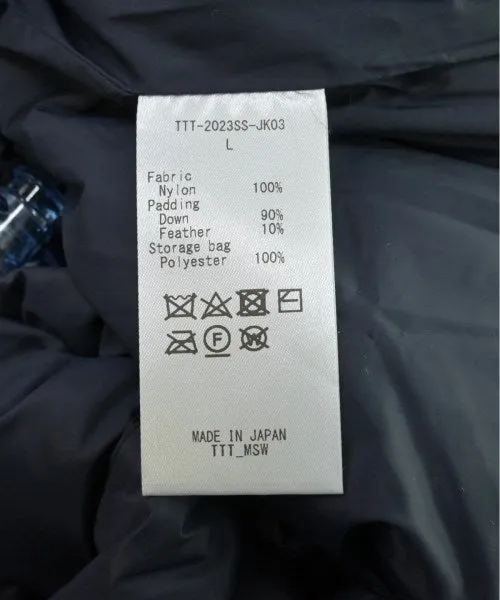 TTT-2023SS-JK03
L
Fabric
Nylon 100%
Padding
Down 90%
Feather 10%
Storage bag
Polyester 100%
F W
MADE IN JAPAN
TTT_MSW